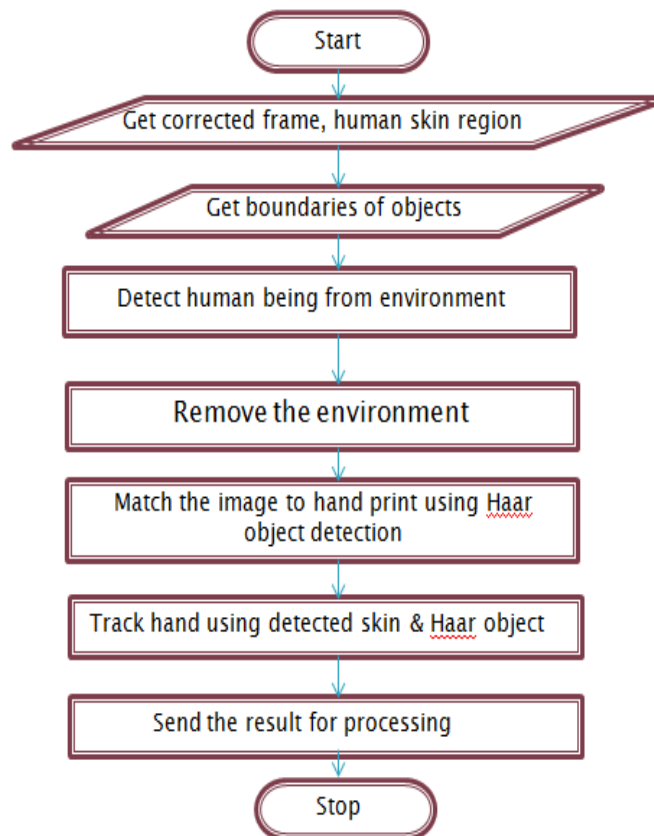 Start
Get corrected frame, human skin region
Get boundaries of objects
Detect human being from environment
Remove the environment
Match the image to hand print using Haar
object detection
Track hand using detected skin & Haar object
Send the result for processing
Stop